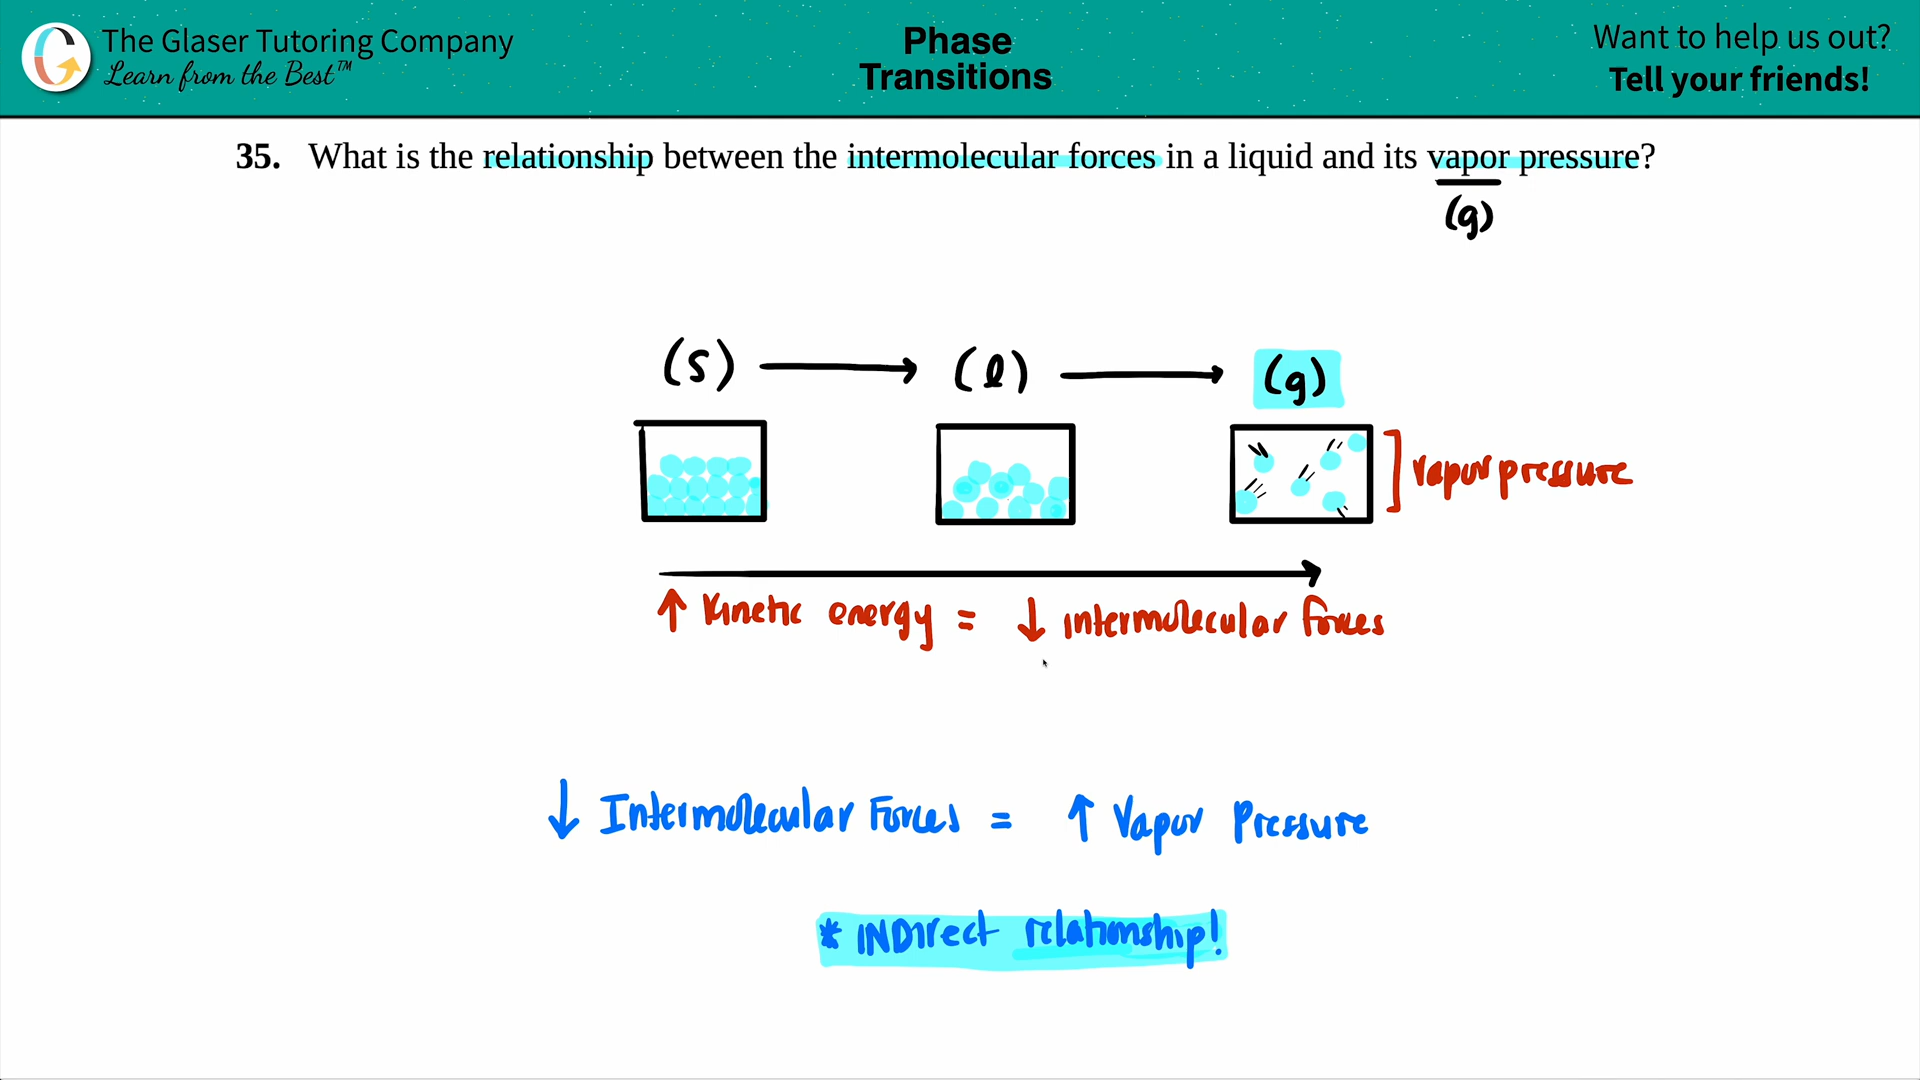 The Glaser Tutoring Company
Learn from the Best™
Phase
Transitions
Want to help us out?
Tell your friends!
35. What is the relationship between the intermolecular forces in a liquid and its vapor pressure?
(g)
(s) → (l) → (g)
] vapor pressure
↑ Kinetic energy = ↓ intermolecular forces
↓ Intermolecular Forces = ↑ Vapor Pressure
* INDIrect relationship!